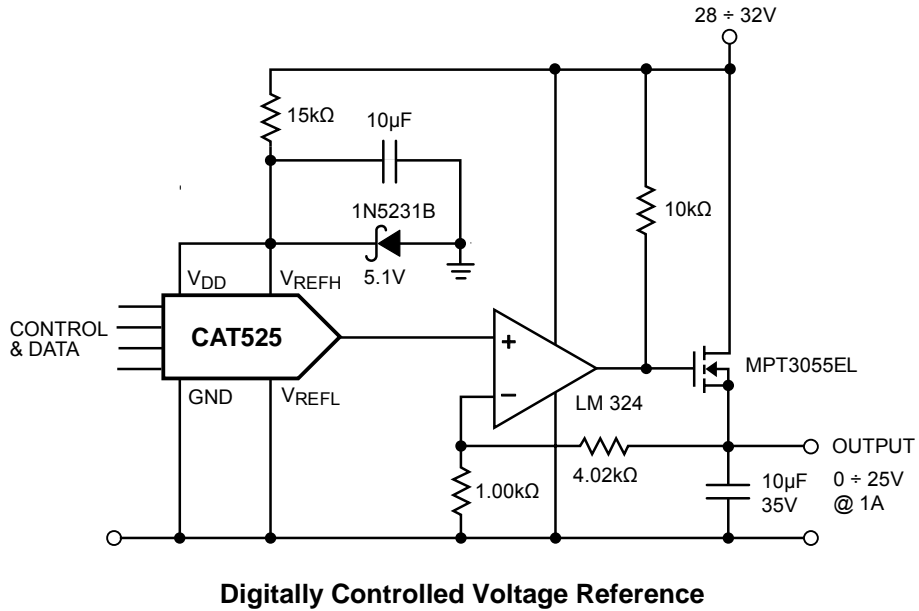 28 ÷ 32V
15kΩ
10µF
10kΩ
1N5231B
5.1V
VDD
VREFH
CONTROL
& DATA
CAT525
GND
VREFL
+
–
LM 324
MPT3055EL
4.02kΩ
1.00kΩ
OUTPUT
10µF
35V
0 ÷ 25V
@ 1A
Digitally Controlled Voltage Reference